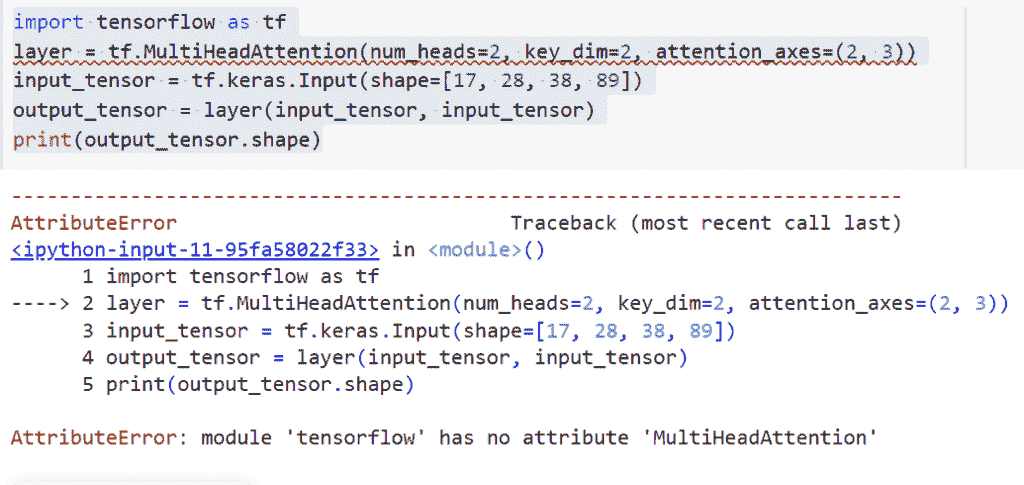 import tensorflow as tf
layer = tf.MultiHeadAttention(num_heads=2, key_dim=2, attention_axes=(2, 3))
input_tensor = tf.keras.Input(shape=[17, 28, 38, 89])
output_tensor = layer(input_tensor, input_tensor)
print(output_tensor.shape)
---------------------------------------------------------------------------
AttributeError Traceback (most recent call last)
<ipython-input-11-95fa58022f33> in <module>()
1 import tensorflow as tf
----> 2 layer = tf.MultiHeadAttention(num_heads=2, key_dim=2, attention_axes=(2, 3))
3 input_tensor = tf.keras.Input(shape=[17, 28, 38, 89])
4 output_tensor = layer(input_tensor, input_tensor)
5 print(output_tensor.shape)
AttributeError: module 'tensorflow' has no attribute 'MultiHeadAttention'